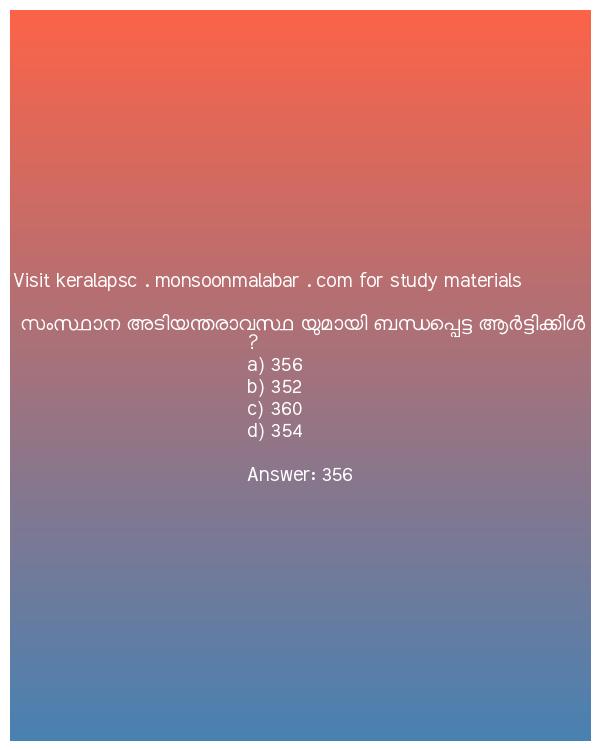 Visit keralapsc . monsoonmalabar . com for study materials
സംസ്ഥാന അടിയന്തരാവസ്ഥ യുമായി ബന്ധപ്പെട്ട ആർട്ടിക്കിൾ
?
a) 356
b) 352
c) 360
d) 354
Answer: 356